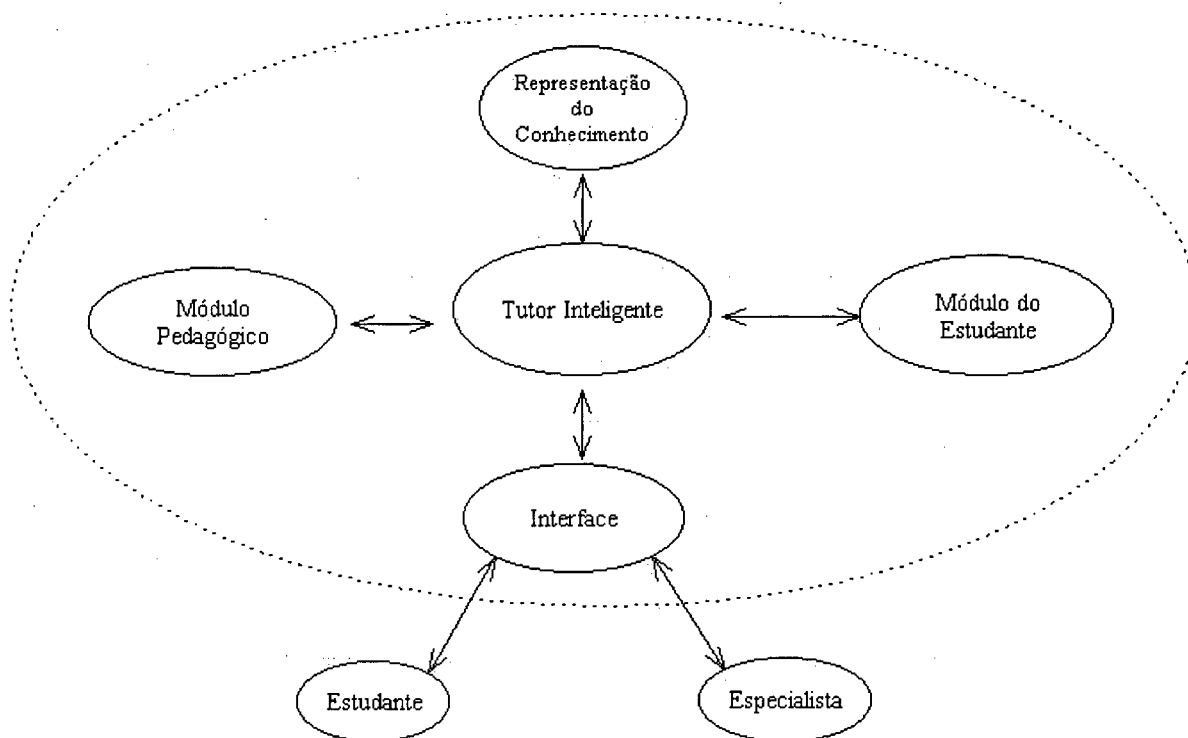 Representação
do
Conhecimento
Módulo
Pedagógico
Tutor Inteligente
Módulo do
Estudante
Interface
Estudante
Especialista